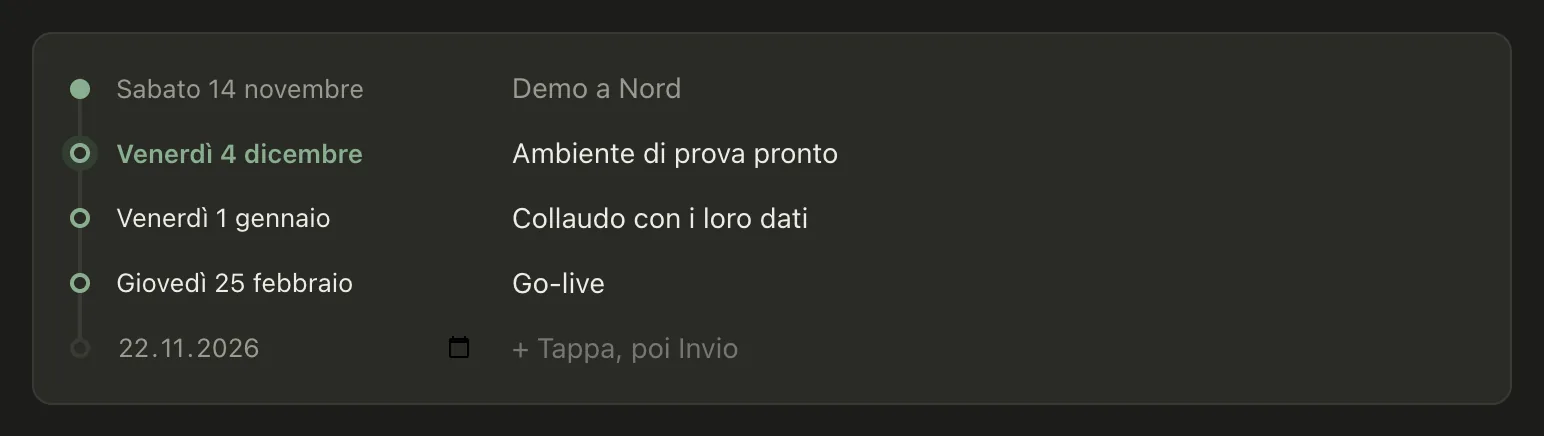 Sabato 14 novembre Demo a Nord
Venerdì 4 dicembre Ambiente di prova pronto
Venerdì 1 gennaio Collaudo con i loro dati
Giovedì 25 febbraio Go-live
22.11.2026 + Tappa, poi Invio